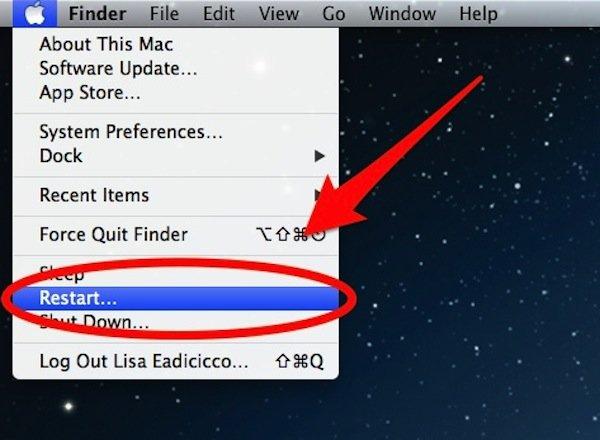 Finder File Edit View Go Window Help
About This Mac
Software Update...
App Store...
System Preferences...
Dock
Recent Items
Force Quit Finder ⌥⇧⌘
Sleep
Restart...
Shut Down...
Log Out Lisa Eadicicco... ⇧⌘Q